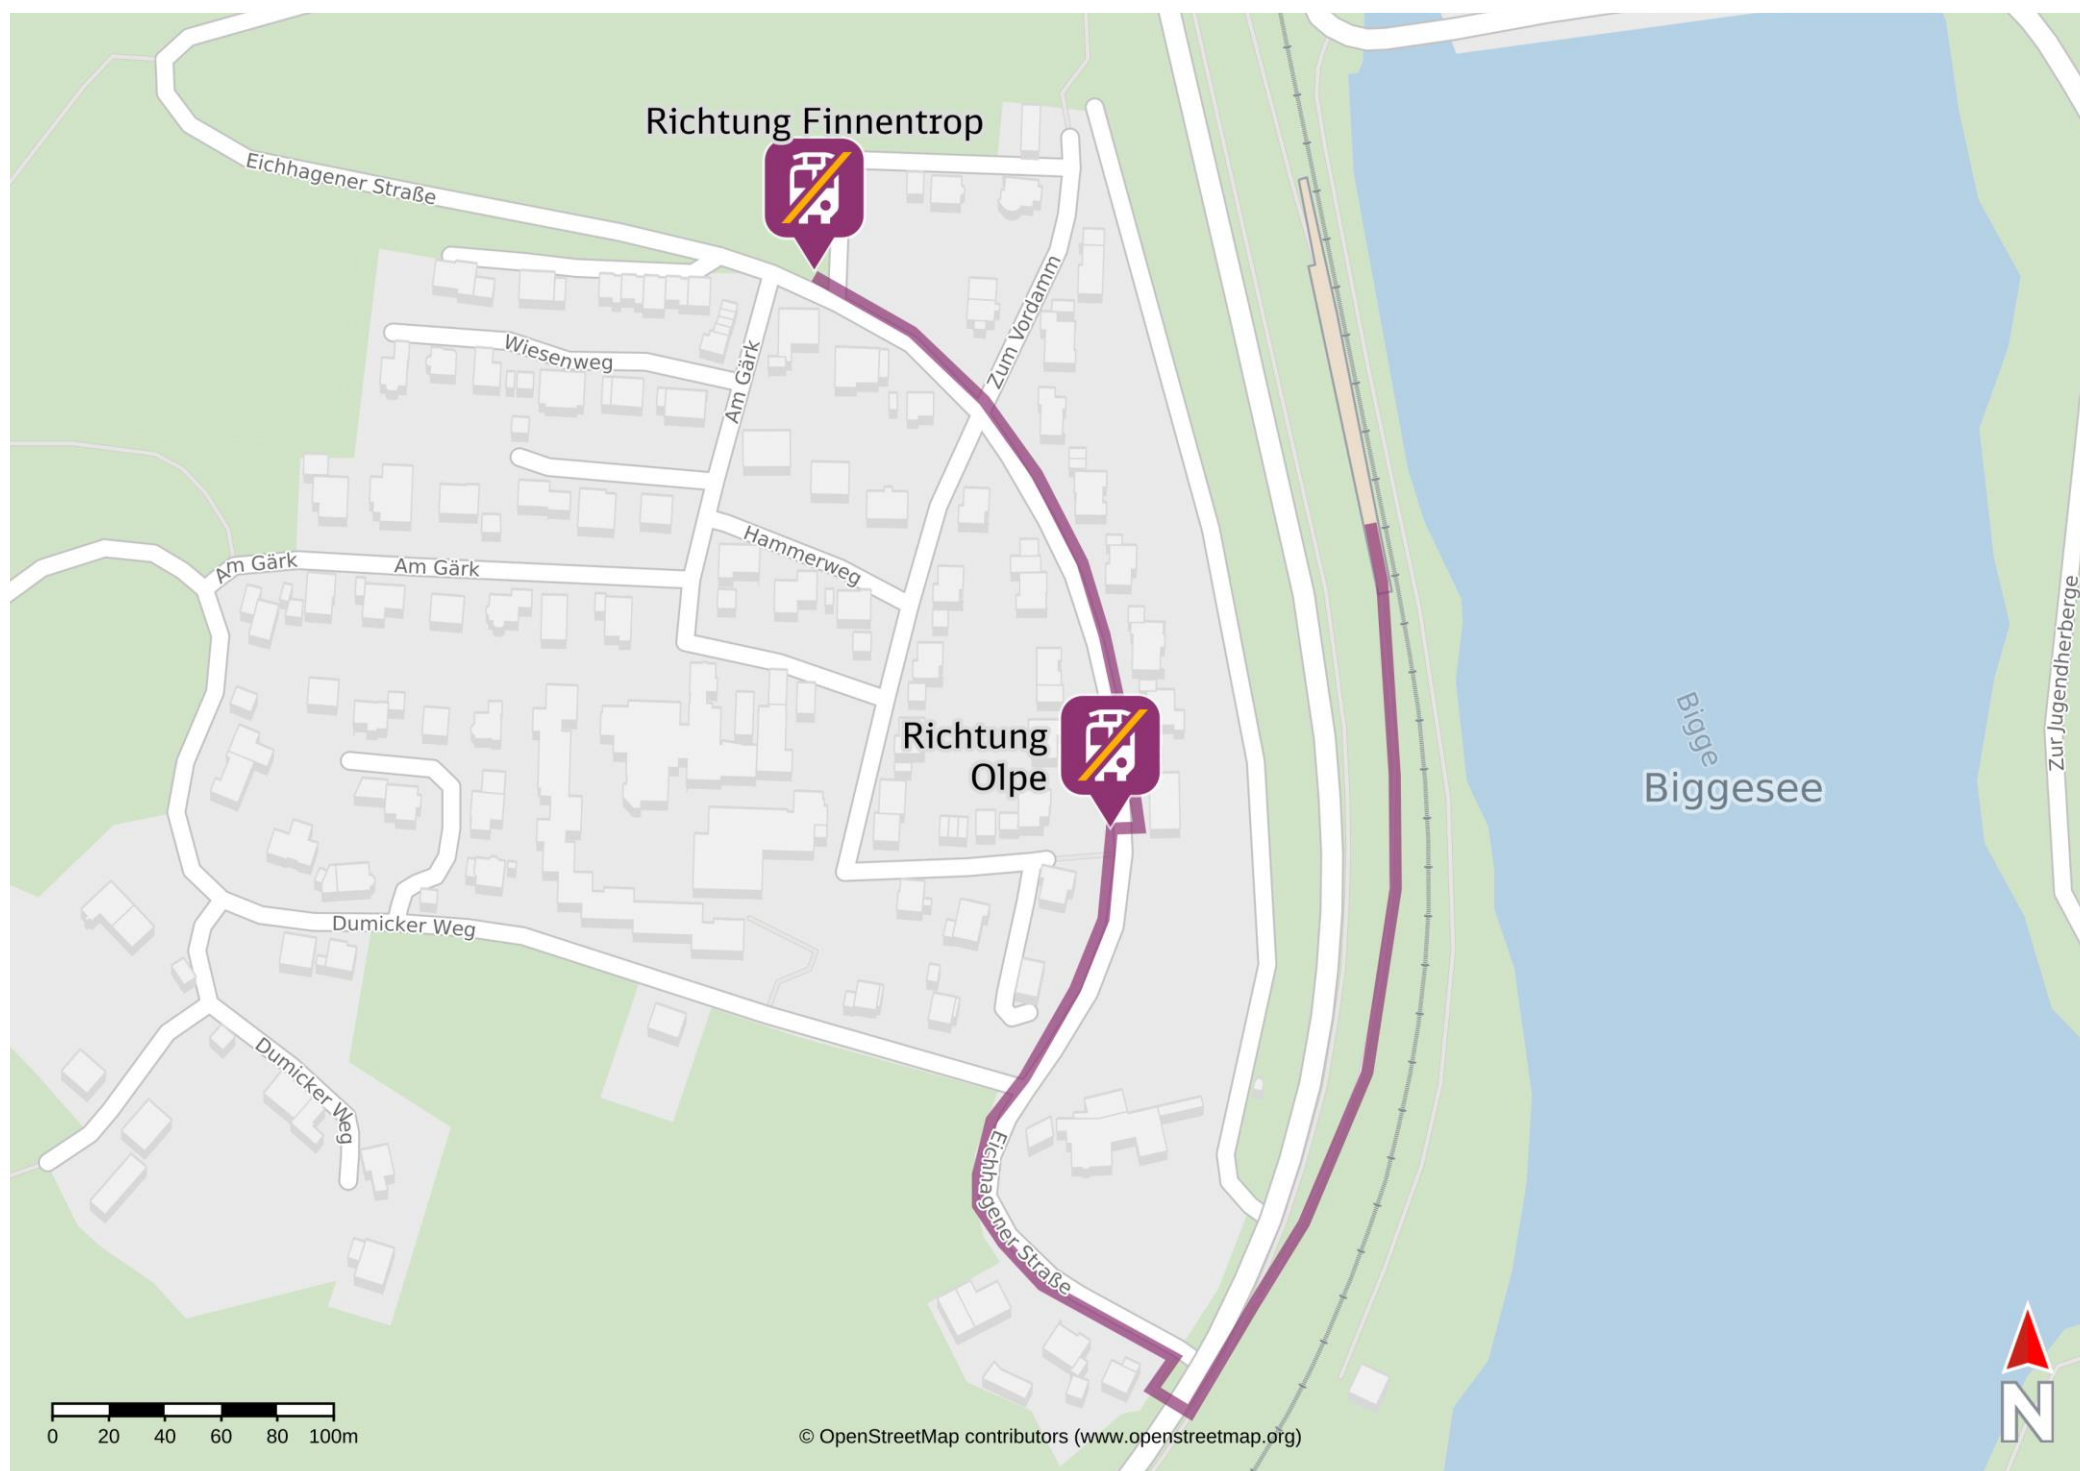 Richtung Finnentrop
Eichhagener Straße
Zum Vordamm
Wiesenweg
Am Gärk
Hammerweg
Am Gärk
Am Gärk
Zur Jugendherberge
Richtung
Olpe
Bigge
Biggesee
Dumicker Weg
Dumicker Weg
Eichhagener Straße
N
0 20 40 60 80 100m
© OpenStreetMap contributors (www.openstreetmap.org)